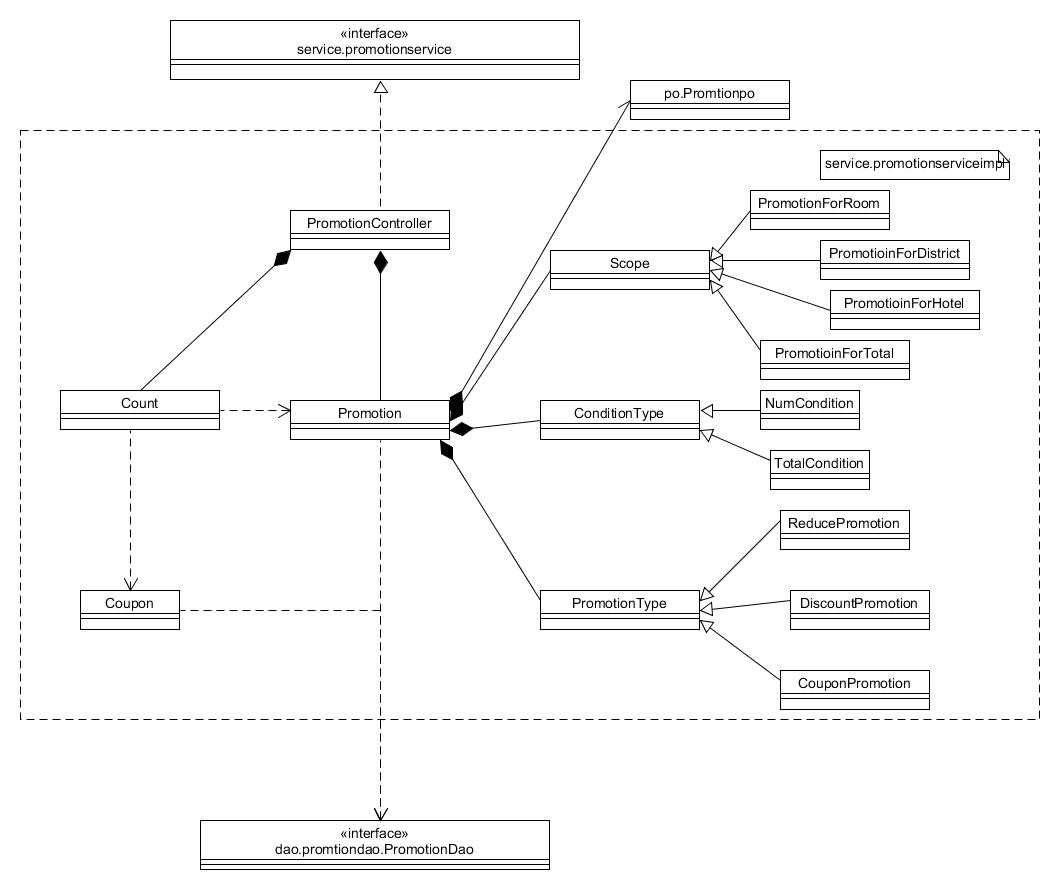 «interface»
service.promotionservice
po.Promtionpo
service.promotionserviceimpl
PromotionForRoom
PromotionController
PromotioinForDistrict
Scope
PromotioinForHotel
PromotioinForTotal
Count
Promotion
ConditionType
NumCondition
TotalCondition
ReducePromotion
Coupon
PromotionType
DiscountPromotion
CouponPromotion
«interface»
dao.promtiondao.PromotionDao